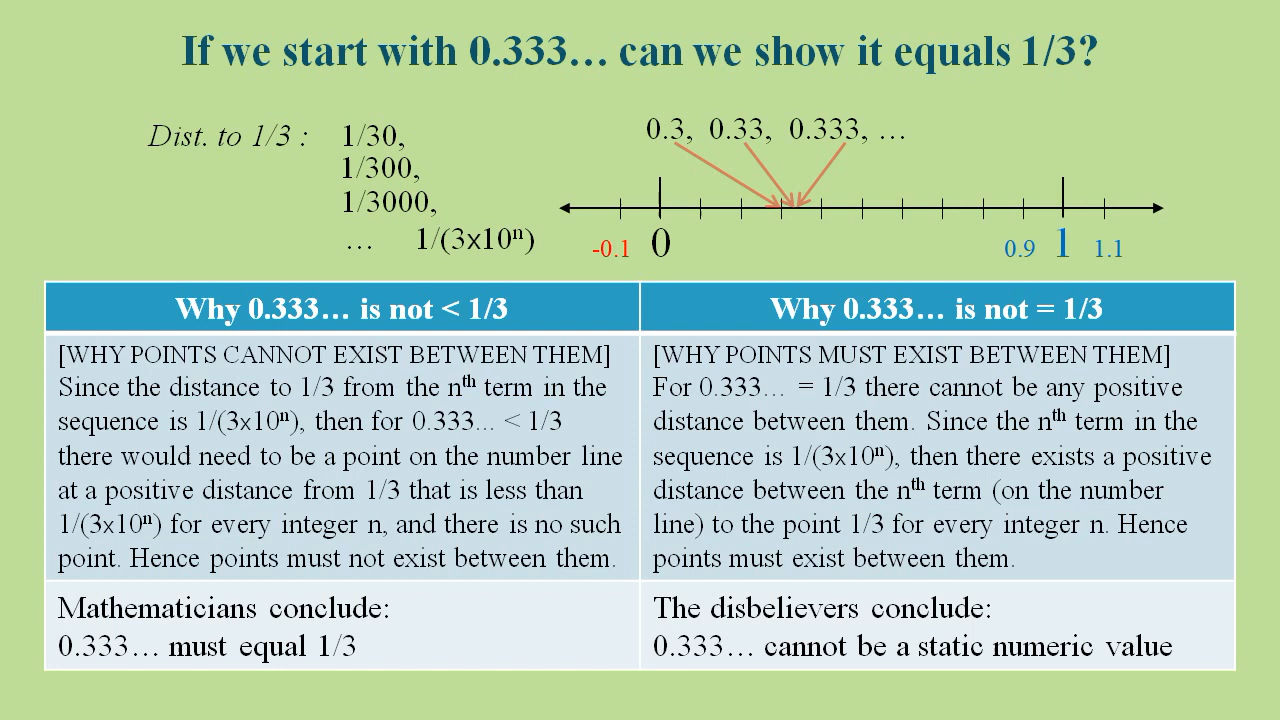 If we start with 0.333… can we show it equals 1/3?
Dist. to 1/3 : 1/30,
1/300,
1/3000,
… 1/(3x10ⁿ)
0.3, 0.33, 0.333, …
-0.1 0 0.9 1 1.1
Why 0.333… is not < 1/3
[WHY POINTS CANNOT EXIST BETWEEN THEM]
Since the distance to 1/3 from the nᵗʰ term in the
sequence is 1/(3x10ⁿ), then for 0.333... < 1/3
there would need to be a point on the number line
at a positive distance from 1/3 that is less than
1/(3x10ⁿ) for every integer n, and there is no such
point. Hence points must not exist between them.
Mathematicians conclude:
0.333… must equal 1/3
Why 0.333… is not = 1/3
[WHY POINTS MUST EXIST BETWEEN THEM]
For 0.333… = 1/3 there cannot be any positive
distance between them. Since the nᵗʰ term in the
sequence is 1/(3x10ⁿ), then there exists a positive
distance between the nᵗʰ term (on the number
line) to the point 1/3 for every integer n. Hence
points must exist between them.
The disbelievers conclude:
0.333… cannot be a static numeric value